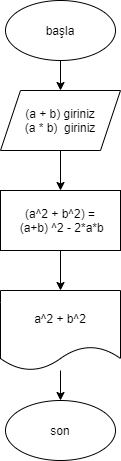 başla
(a + b) giriniz
(a * b) giriniz
(a^2 + b^2) =
(a+b) ^2 - 2*a*b
a^2 + b^2
son